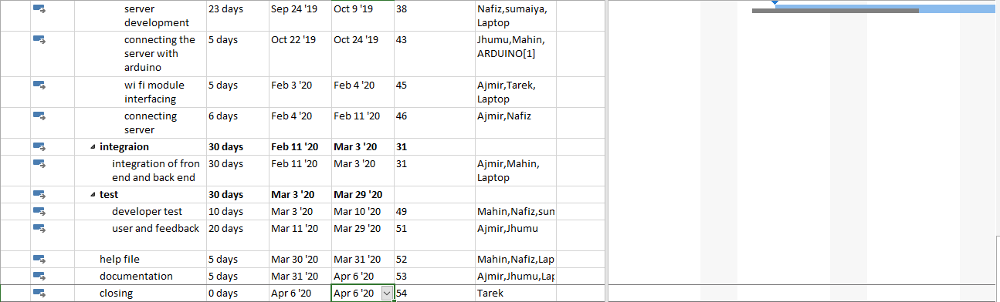 server development 23 days Sep 24 '19 Oct 9 '19 38 Nafiz,sumaiya, Laptop
connecting the server with arduino 5 days Oct 22 '19 Oct 24 '19 43 Jhumu,Mahin, ARDUINO[1]
wi fi module interfacing 5 days Feb 3 '20 Feb 4 '20 45 Ajmir,Tarek, Laptop
connecting server 6 days Feb 4 '20 Feb 11 '20 46 Ajmir,Nafiz
integraion 30 days Feb 11 '20 Mar 3 '20 31
integration of fron end and back end 30 days Feb 11 '20 Mar 3 '20 31 Ajmir,Mahin, Laptop
test 30 days Mar 3 '20 Mar 29 '20
developer test 10 days Mar 3 '20 Mar 10 '20 49 Mahin,Nafiz,sun
user and feedback 20 days Mar 11 '20 Mar 29 '20 51 Ajmir,Jhumu
help file 5 days Mar 30 '20 Mar 31 '20 52 Mahin,Nafiz,Lap
documentation 5 days Mar 31 '20 Apr 6 '20 53 Ajmir,Jhumu,Lap
closing 0 days Apr 6 '20 Apr 6 '20 54 Tarek